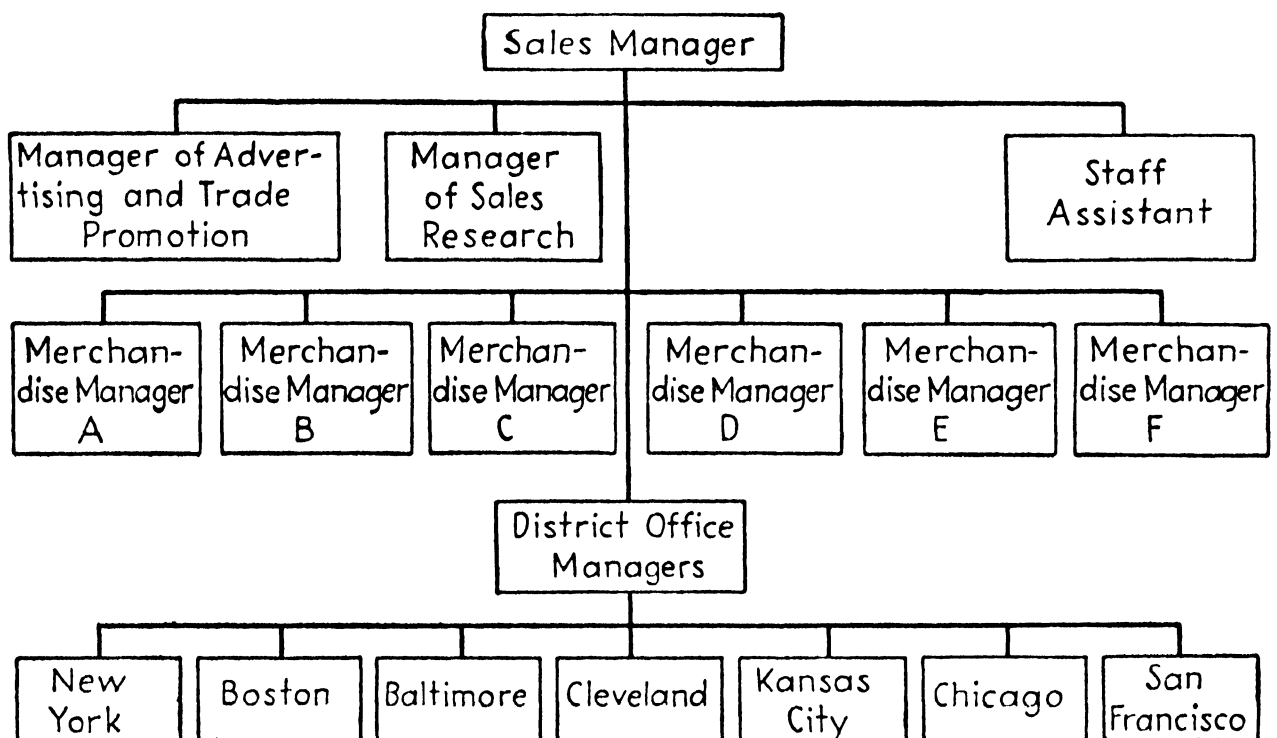 Sales Manager
Manager of Adver-
tising and Trade
Promotion
Manager
of Sales
Research
Staff
Assistant
Merchan-
dise Manager
A
Merchan-
dise Manager
B
Merchan-
dise Manager
C
Merchan-
dise Manager
D
Merchan-
dise Manager
E
Merchan-
dise Manager
F
District Office
Managers
New
York
Boston
Baltimore
Cleveland
Kansas
City
Chicago
San
Francisco